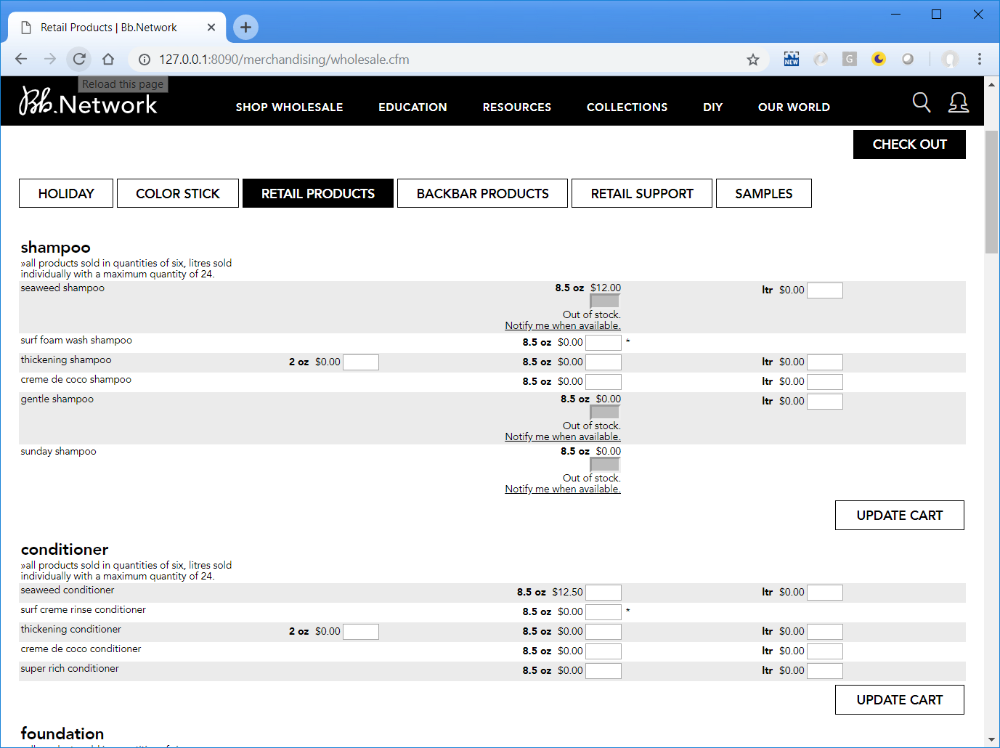 Retail Products | Bb.Network
127.0.0.1:8090/merchandising/wholesale.cfm
NEW
G
Reload this page
Bb.Network
SHOP WHOLESALE EDUCATION RESOURCES COLLECTIONS DIY OUR WORLD
CHECK OUT
HOLIDAY COLOR STICK RETAIL PRODUCTS BACKBAR PRODUCTS RETAIL SUPPORT SAMPLES
shampoo
»all products sold in quantities of six, litres sold
individually with a maximum quantity of 24.
seaweed shampoo 8.5 oz $12.00 ltr $0.00
Out of stock.
Notify me when available.
surf foam wash shampoo 8.5 oz $0.00 *
thickening shampoo 2 oz $0.00 8.5 oz $0.00 ltr $0.00
creme de coco shampoo 8.5 oz $0.00 ltr $0.00
gentle shampoo 8.5 oz $0.00 ltr $0.00
Out of stock.
Notify me when available.
sunday shampoo 8.5 oz $0.00
Out of stock.
Notify me when available.
UPDATE CART
conditioner
»all products sold in quantities of six, litres sold
individually with a maximum quantity of 24.
seaweed conditioner 8.5 oz $12.50 ltr $0.00
surf creme rinse conditioner 8.5 oz $0.00 *
thickening conditioner 2 oz $0.00 8.5 oz $0.00 ltr $0.00
creme de coco conditioner 8.5 oz $0.00 ltr $0.00
super rich conditioner 8.5 oz $0.00 ltr $0.00
UPDATE CART
foundation